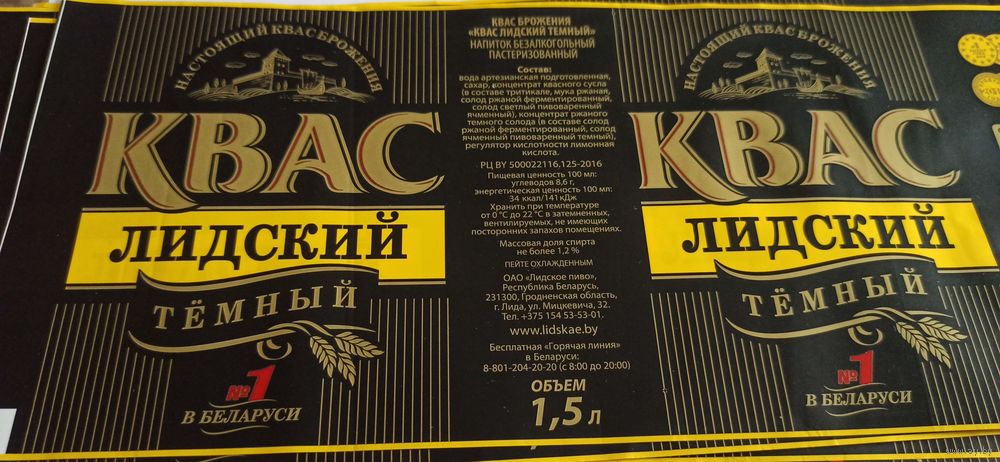 НАСТОЯЩИЙ КВАС БРОЖЕНИЯ
КВАС
ЛИДСКИЙ
ТЁМНЫЙ
№1
В БЕЛАРУСИ
КВАС БРОЖЕНИЯ
«КВАС ЛИДСКИЙ ТЕМНЫЙ»
НАПИТОК БЕЗАЛКОГОЛЬНЫЙ
ПАСТЕРИЗОВАННЫЙ
Состав:
вода артезианская подготовленная,
сахар, концентрат квасного сусла
(в составе тритикале, мука ржаная,
солод ржаной ферментированный,
солод светлый пивоваренный
ячменный), концентрат ржаного
темного солода (в составе солод
ржаной ферментированный, солод
ячменный пивоваренный темный),
регулятор кислотности лимонная
кислота.
РЦ BY 500022116.125-2016
Пищевая ценность 100 мл:
углеводов 8,6 г,
энергетическая ценность 100 мл:
34 ккал/141 кДж
Хранить при температуре
от 0 °С до 22 °С в затемненных,
вентилируемых, не имеющих
посторонних запахов помещениях.
Массовая доля спирта
не более 1,2 %
ПЕЙТЕ ОХЛАЖДЕННЫМ
ОАО «Лидское пиво»,
Республика Беларусь,
231300, Гродненская область,
г. Лида, ул. Мицкевича, 32.
Тел. +375 154 53-53-01.
www.lidskae.by
Бесплатная «Горячая линия»
в Беларуси:
8-801-204-20-20 (с 8:00 до 20:00)
ОБЪЕМ
1,5 л
НАСТОЯЩИЙ КВАС БРОЖЕНИЯ
КВАС
ЛИДСКИЙ
ТЁМНЫЙ
№1
В БЕЛАРУСИ